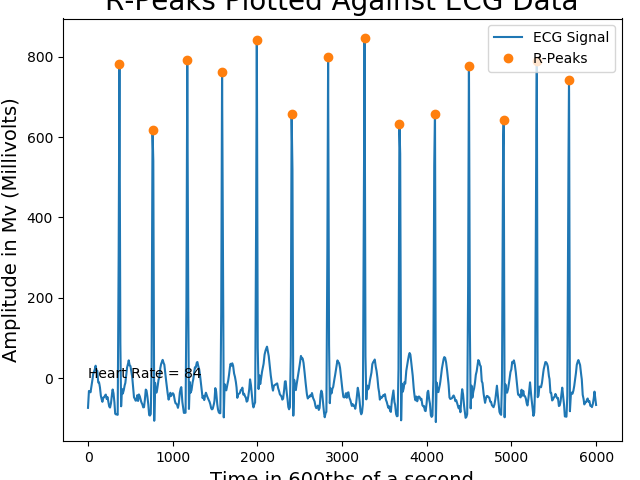 R-Peaks Plotted Against ECG Data
ECG Signal
R-Peaks
800
600
400
200
0
Amplitude in Mv (Millivolts)
Heart Rate = 84
0 1000 2000 3000 4000 5000 6000
Time in 600ths of a second